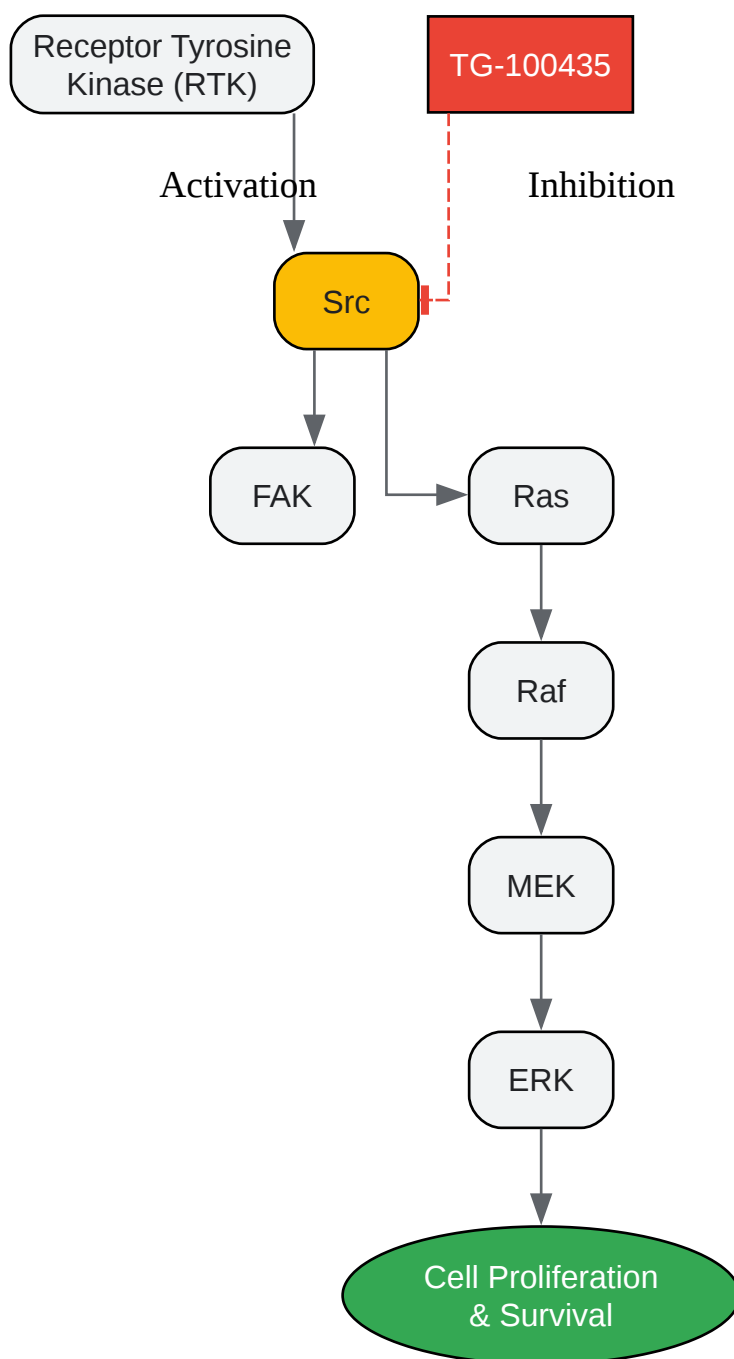 Receptor Tyrosine
Kinase (RTK)
TG-100435
Activation
Inhibition
Src
FAK
Ras
Raf
MEK
ERK
Cell Proliferation
& Survival